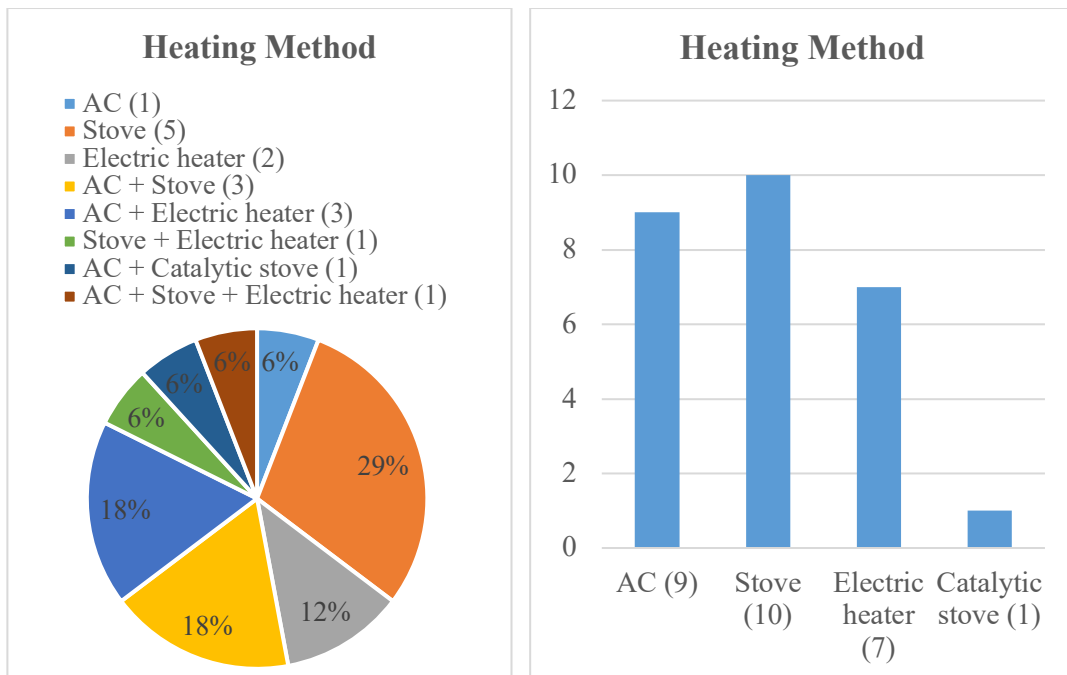 Heating Method
AC (1)
Stove (5)
Electric heater (2)
AC + Stove (3)
AC + Electric heater (3)
Stove + Electric heater (1)
AC + Catalytic stove (1)
AC + Stove + Electric heater (1)
6%
29%
12%
18%
18%
6%
6%
6%
Heating Method
12
10
8
6
4
2
0
AC (9)
Stove
(10)
Electric
heater
(7)
Catalytic
stove (1)